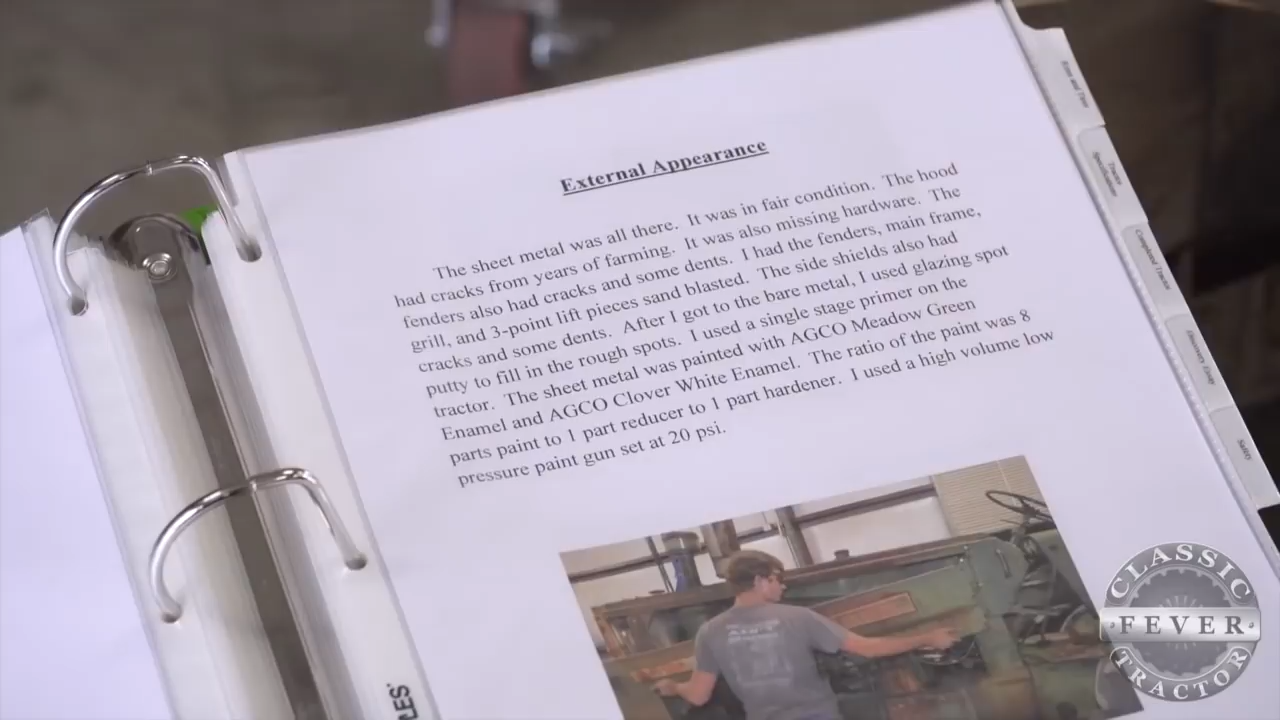 External Appearance
The sheet metal was all there. It was in fair condition. The hood
had cracks from years of farming. It was also missing hardware. The
fenders also had cracks and some dents. I had the fenders, main frame,
grill, and 3-point lift pieces sand blasted. The side shields also had
cracks and some dents. After I got to the bare metal, I used glazing spot
putty to fill in the rough spots. I used a single stage primer on the
tractor. The sheet metal was painted with AGCO Meadow Green
Enamel and AGCO Clover White Enamel. The ratio of the paint was 8
parts paint to 1 part reducer to 1 part hardener. I used a high volume low
pressure paint gun set at 20 psi.
Tractor
Specifications
Completed Tractor
Safety
LES
CLASSIC
FEVER
TRACTOR